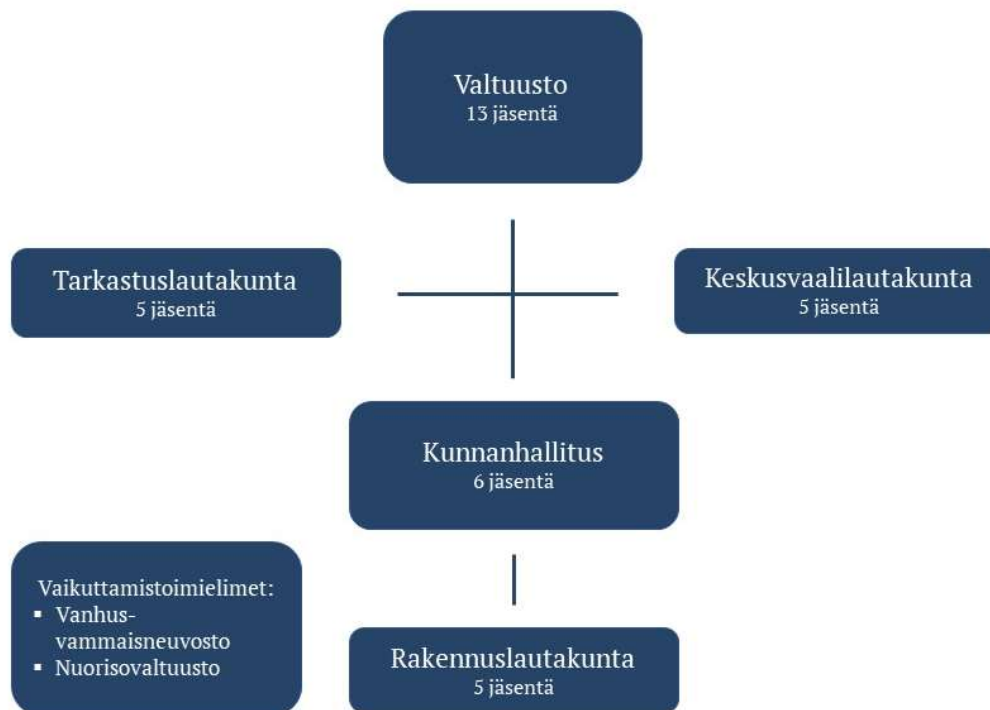 Valtuusto
13 jäsentä
Tarkastuslautakunta
5 jäsentä
Keskusvaalilautakunta
5 jäsentä
Kunnanhallitus
6 jäsentä
Vaikuttamistoimielimet:
▪ Vanhus-
vammaisneuvosto
▪ Nuorisovaltuusto
Rakennuslautakunta
5 jäsentä